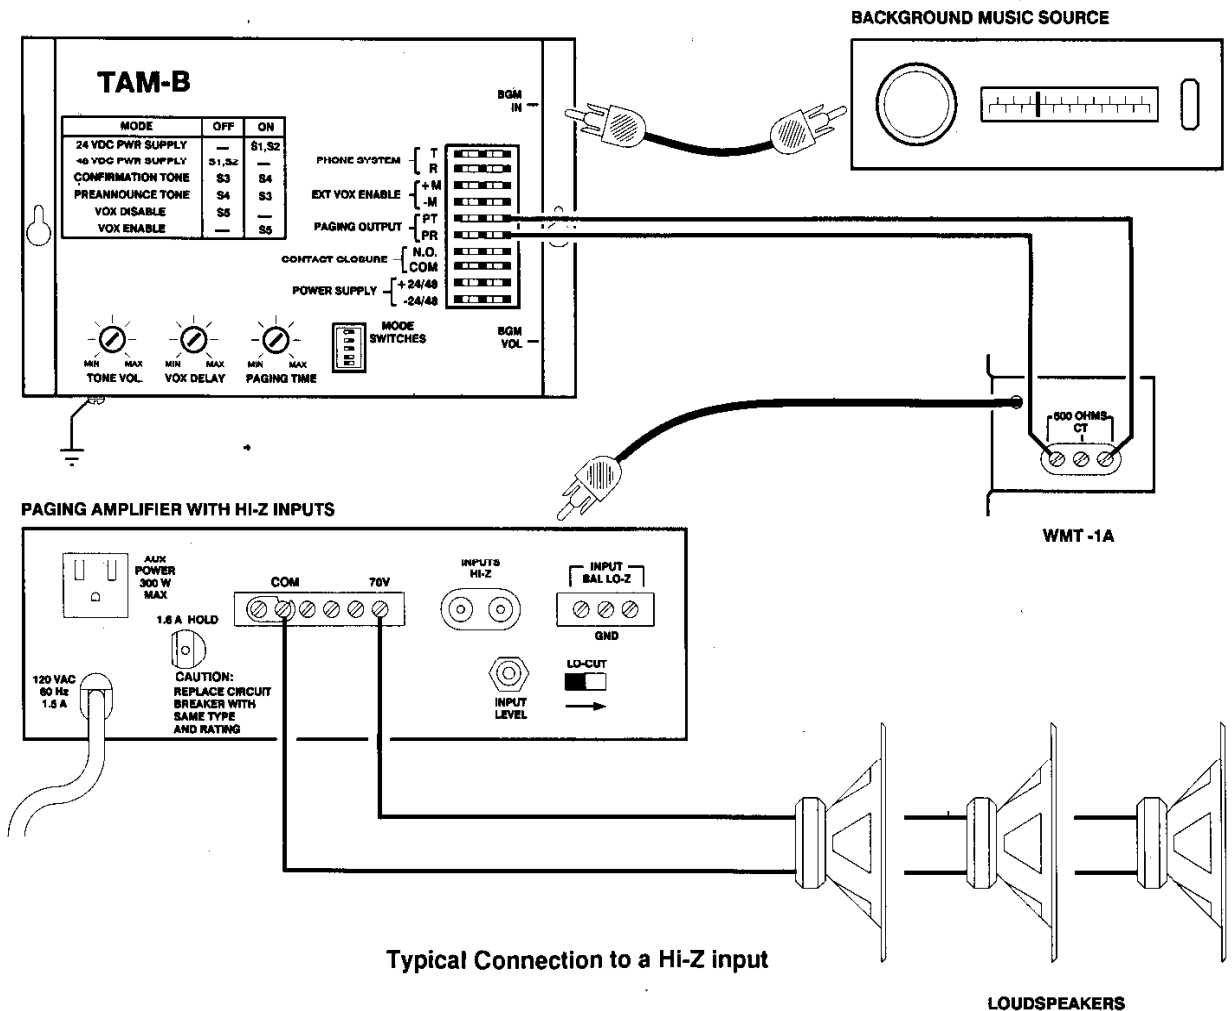 BACKGROUND MUSIC SOURCE
TAM-B
BGM
IN
MODE OFF ON
24 VDC PWR SUPPLY — S1,S2
48 VDC PWR SUPPLY S1,S2 —
CONFIRMATION TONE S3 S4
PREANNOUNCE TONE S4 S3
VOX DISABLE S5 —
VOX ENABLE — S5
PHONE SYSTEM
T
R
EXT VOX ENABLE
+M
-M
PAGING OUTPUT
PT
PR
CONTACT CLOSURE
N.O.
COM
POWER SUPPLY
+ 24/48
-24/48
MODE
SWITCHES
BGM
VOL
MIN MAX
TONE VOL.
MIN MAX
VOX DELAY
MIN MAX
PAGING TIME
600 OHMS
CT
WMT -1A
PAGING AMPLIFIER WITH HI-Z INPUTS
AUX
POWER
300 W
MAX
COM
70V
INPUTS
HI-Z
INPUT
BAL LO-Z
GND
1.6 A HOLD
CAUTION:
REPLACE CIRCUIT
BREAKER WITH
SAME TYPE
AND RATING
120 VAC
60 Hz
1.5 A
INPUT
LEVEL
LO-CUT
Typical Connection to a Hi-Z input
LOUDSPEAKERS